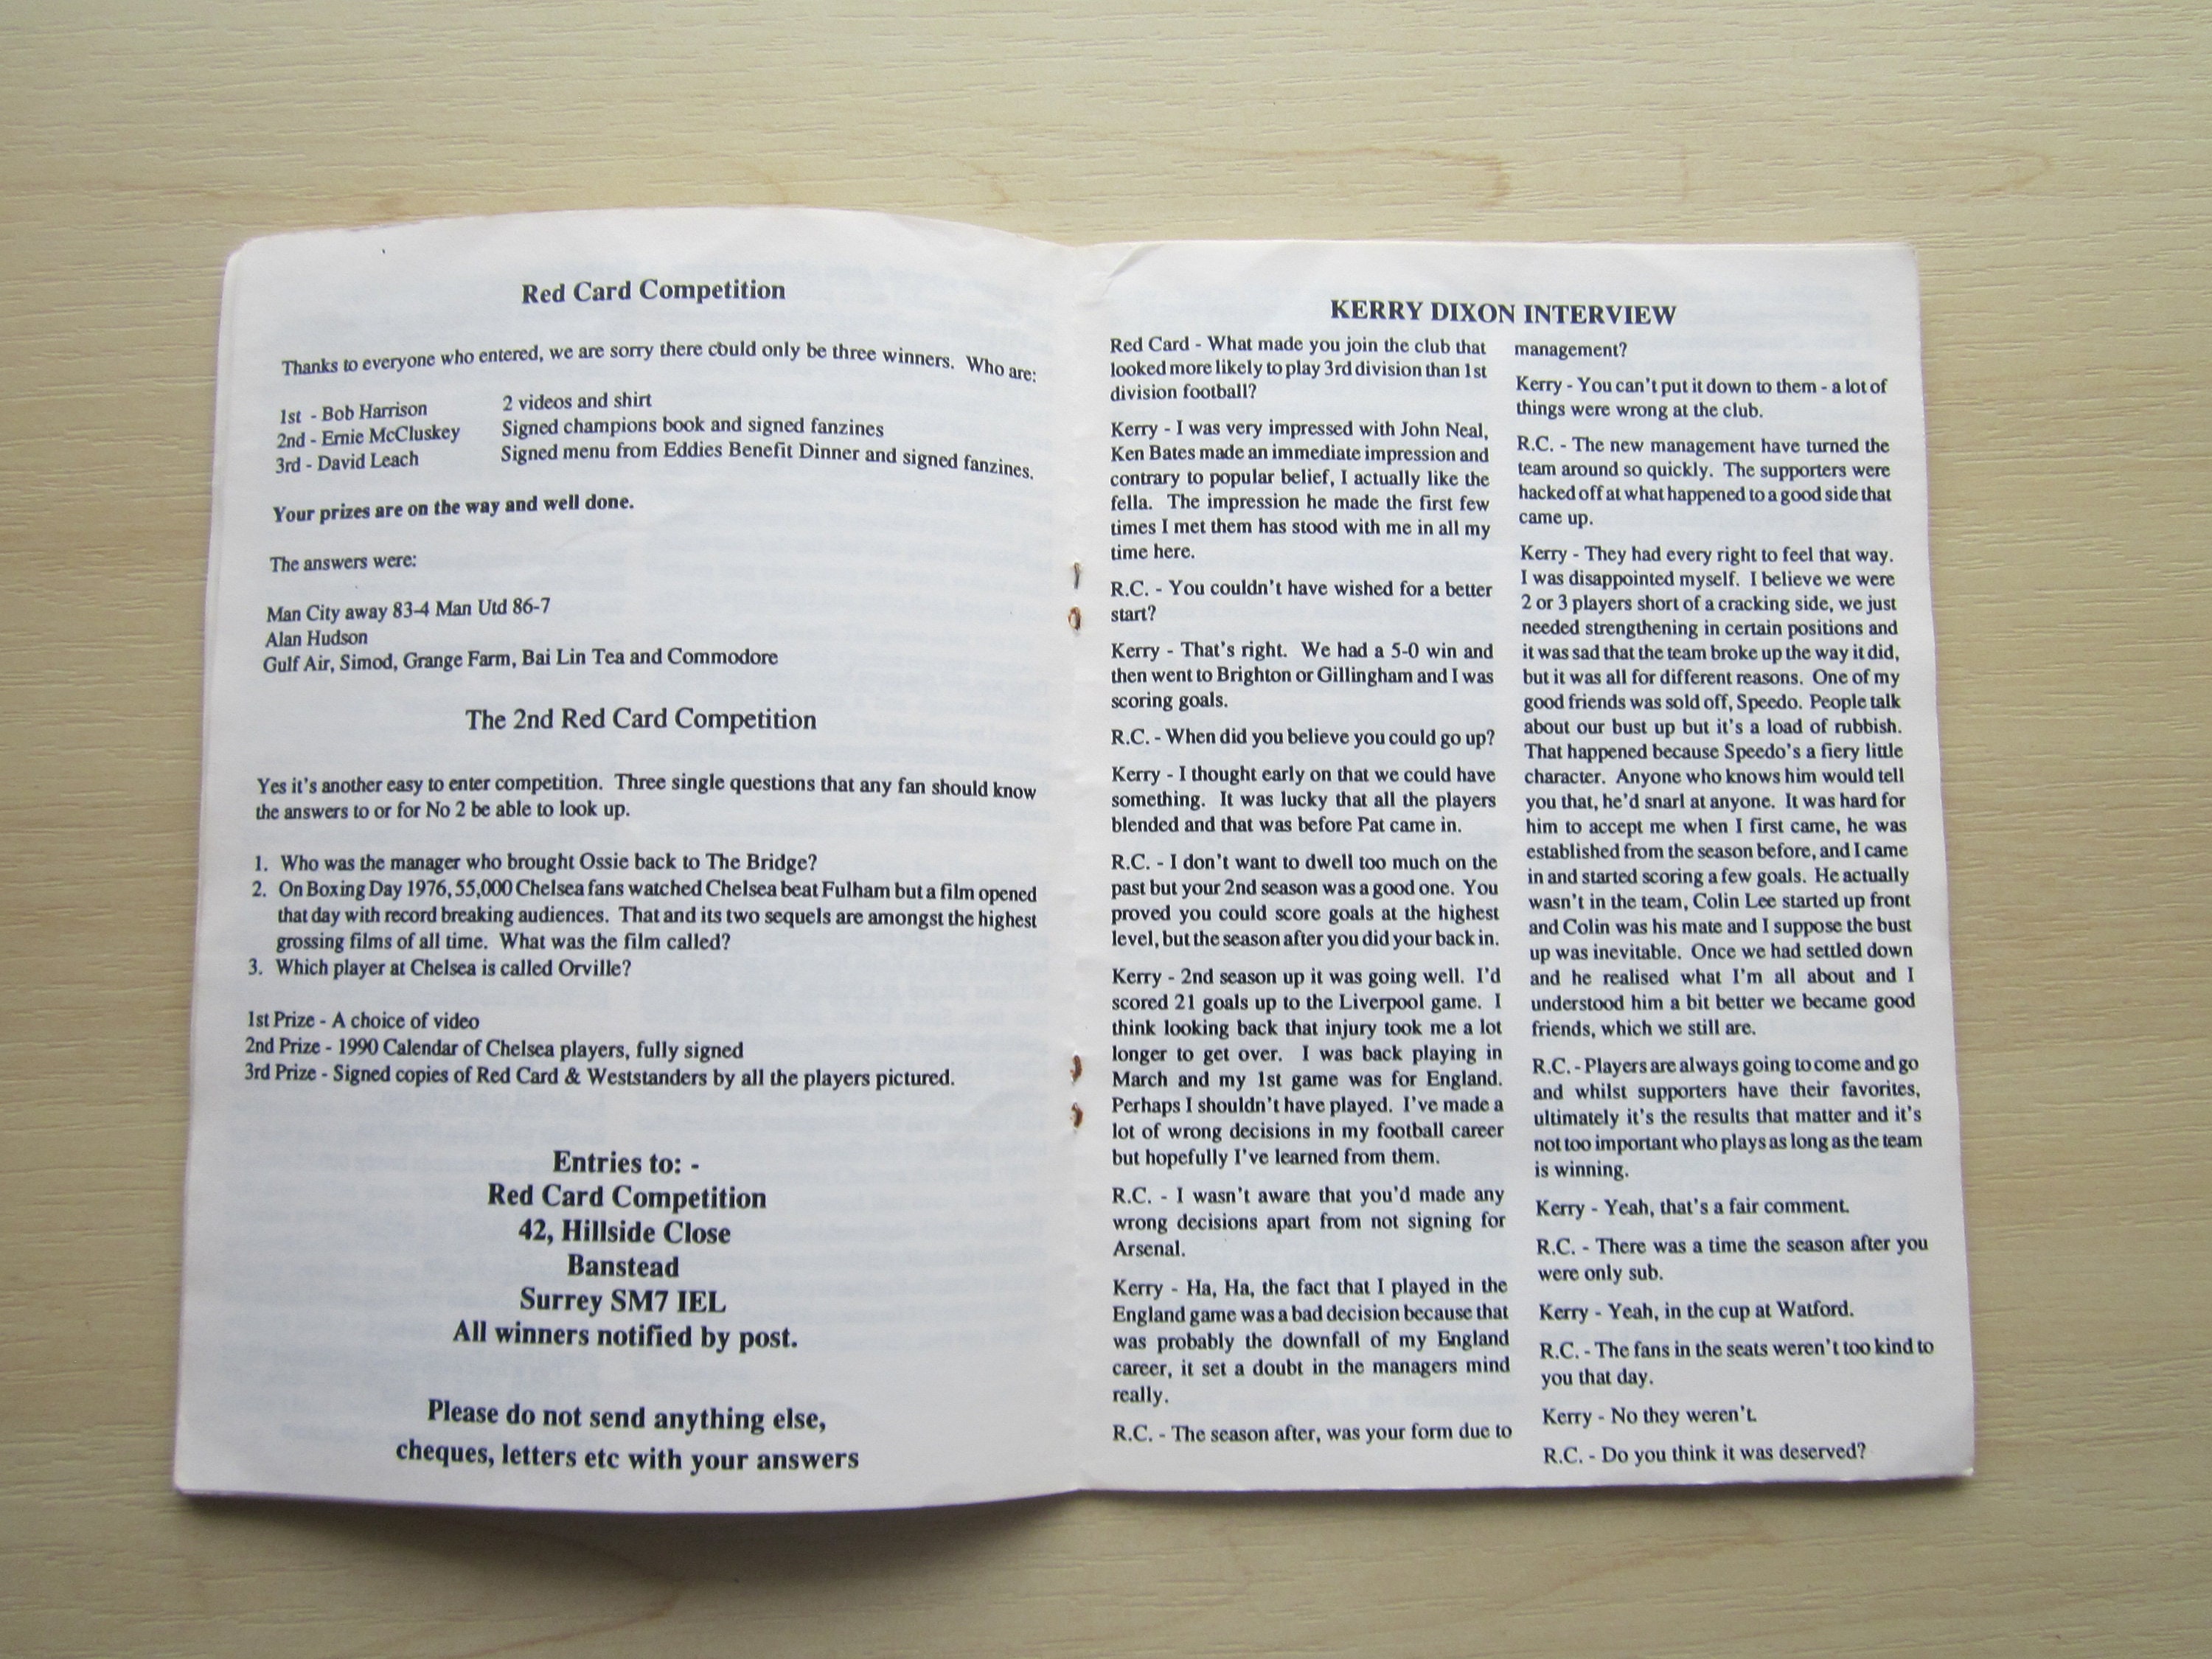 Red Card Competition
Thanks to everyone who entered, we are sorry there could only be three winners. Who are:
1st - Bob Harrison 2 videos and shirt
2nd - Ernie McCluskey Signed champions book and signed fanzines
3rd - David Leach Signed menu from Eddies Benefit Dinner and signed fanzines.
Your prizes are on the way and well done.
The answers were:
Man City away 83-4 Man Utd 86-7
Alan Hudson
Gulf Air, Simod, Grange Farm, Bai Lin Tea and Commodore
The 2nd Red Card Competition
Yes it's another easy to enter competition. Three single questions that any fan should know
the answers to or for No 2 be able to look up.
1. Who was the manager who brought Ossie back to The Bridge?
2. On Boxing Day 1976, 55,000 Chelsea fans watched Chelsea beat Fulham but a film opened
that day with record breaking audiences. That and its two sequels are amongst the highest
grossing films of all time. What was the film called?
3. Which player at Chelsea is called Orville?
1st Prize - A choice of video
2nd Prize - 1990 Calendar of Chelsea players, fully signed
3rd Prize - Signed copies of Red Card & Weststanders by all the players pictured.
Entries to: -
Red Card Competition
42, Hillside Close
Banstead
Surrey SM7 IEL
All winners notified by post.
Please do not send anything else,
cheques, letters etc with your answers
KERRY DIXON INTERVIEW
Red Card - What made you join the club that
looked more likely to play 3rd division than 1st
division football?
Kerry - I was very impressed with John Neal,
Ken Bates made an immediate impression and
contrary to popular belief, I actually like the
fella. The impression he made the first few
times I met them has stood with me in all my
time here.
R.C. - You couldn't have wished for a better
start?
Kerry - That's right. We had a 5-0 win and
then went to Brighton or Gillingham and I was
scoring goals.
R.C. - When did you believe you could go up?
Kerry - I thought early on that we could have
something. It was lucky that all the players
blended and that was before Pat came in.
R.C. - I don't want to dwell too much on the
past but your 2nd season was a good one. You
proved you could score goals at the highest
level, but the season after you did your back in.
Kerry - 2nd season up it was going well. I'd
scored 21 goals up to the Liverpool game. I
think looking back that injury took me a lot
longer to get over. I was back playing in
March and my 1st game was for England.
Perhaps I shouldn't have played. I've made a
lot of wrong decisions in my football career
but hopefully I've learned from them.
R.C. - I wasn't aware that you'd made any
wrong decisions apart from not signing for
Arsenal.
Kerry - Ha, Ha, the fact that I played in the
England game was a bad decision because that
was probably the downfall of my England
career, it set a doubt in the managers mind
really.
R.C. - The season after, was your form due to
management?
Kerry - You can't put it down to them - a lot of
things were wrong at the club.
R.C. - The new management have turned the
team around so quickly. The supporters were
hacked off at what happened to a good side that
came up.
Kerry - They had every right to feel that way.
I was disappointed myself. I believe we were
2 or 3 players short of a cracking side, we just
needed strengthening in certain positions and
it was sad that the team broke up the way it did,
but it was all for different reasons. One of my
good friends was sold off, Speedo. People talk
about our bust up but it's a load of rubbish.
That happened because Speedo's a fiery little
character. Anyone who knows him would tell
you that, he'd snarl at anyone. It was hard for
him to accept me when I first came, he was
established from the season before, and I came
in and started scoring a few goals. He actually
wasn't in the team, Colin Lee started up front
and Colin was his mate and I suppose the bust
up was inevitable. Once we had settled down
and he realised what I'm all about and I
understood him a bit better we became good
friends, which we still are.
R.C. - Players are always going to come and go
and whilst supporters have their favorites,
ultimately it's the results that matter and it's
not too important who plays as long as the team
is winning.
Kerry - Yeah, that's a fair comment.
R.C. - There was a time the season after you
were only sub.
Kerry - Yeah, in the cup at Watford.
R.C. - The fans in the seats weren't too kind to
you that day.
Kerry - No they weren't.
R.C. - Do you think it was deserved?